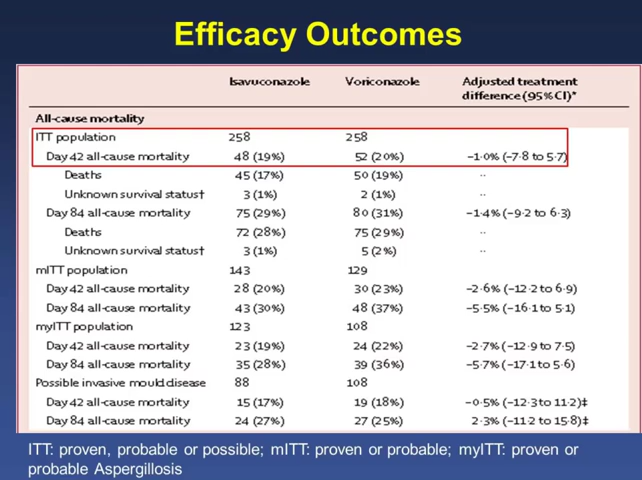 Efficacy Outcomes
Isavuconazole Voriconazole Adjusted treatment
difference (95% CI)*
All-cause mortality
ITT population 258 258
Day 42 all-cause mortality 48 (19%) 52 (20%) –1·0% (–7·8 to 5·7)
Deaths 45 (17%) 50 (19%) ··
Unknown survival status† 3 (1%) 2 (1%) ··
Day 84 all-cause mortality 75 (29%) 80 (31%) –1·4% (–9·2 to 6·3)
Deaths 72 (28%) 75 (29%) ··
Unknown survival status† 3 (1%) 5 (2%) ··
mITT population 143 129
Day 42 all-cause mortality 28 (20%) 30 (23%) –2·6% (–12·2 to 6·9)
Day 84 all-cause mortality 43 (30%) 48 (37%) –5·5% (–16·1 to 5·1)
myITT population 123 108
Day 42 all-cause mortality 23 (19%) 24 (22%) –2·7% (–12·9 to 7·5)
Day 84 all-cause mortality 35 (28%) 39 (36%) –5·7% (–17·1 to 5·6)
Possible invasive mould disease 88 108
Day 42 all-cause mortality 15 (17%) 19 (18%) –0·5% (–12·3 to 11·2)‡
Day 84 all-cause mortality 24 (27%) 27 (25%) 2·3% (–11·2 to 15·8)‡
ITT: proven, probable or possible; mITT: proven or probable; myITT: proven or
probable Aspergillosis